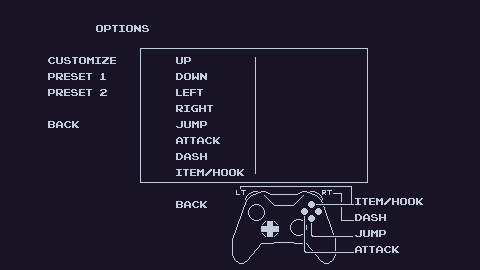 OPTIONS
CUSTOMIZE
PRESET 1
PRESET 2
BACK
UP
DOWN
LEFT
RIGHT
JUMP
ATTACK
DASH
ITEM/HOOK
BACK
LT
RT
ITEM/HOOK
DASH
JUMP
ATTACK